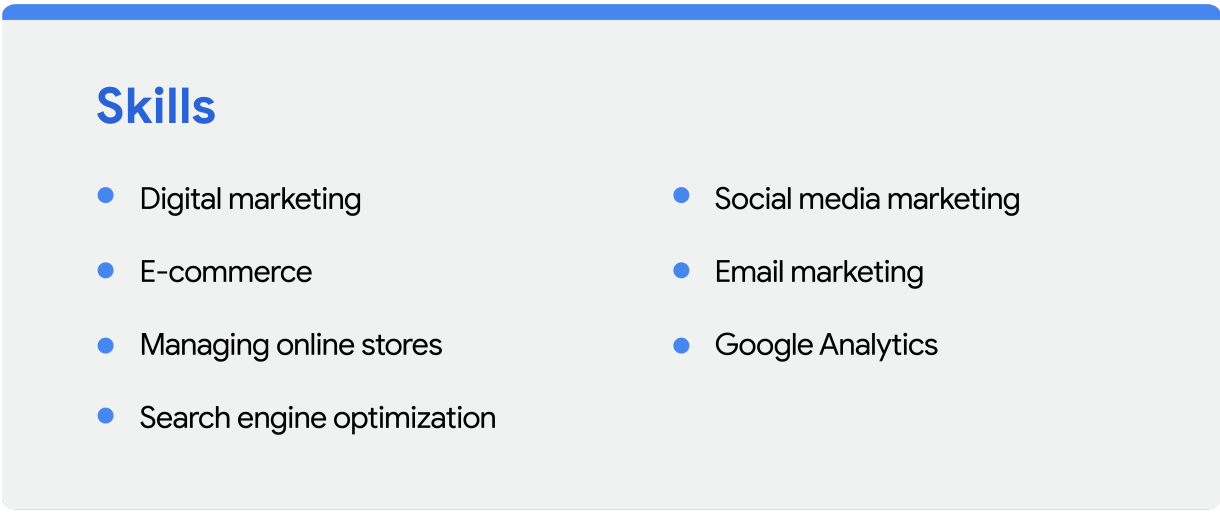 Skills
Digital marketing
E-commerce
Managing online stores
Search engine optimization
Social media marketing
Email marketing
Google Analytics